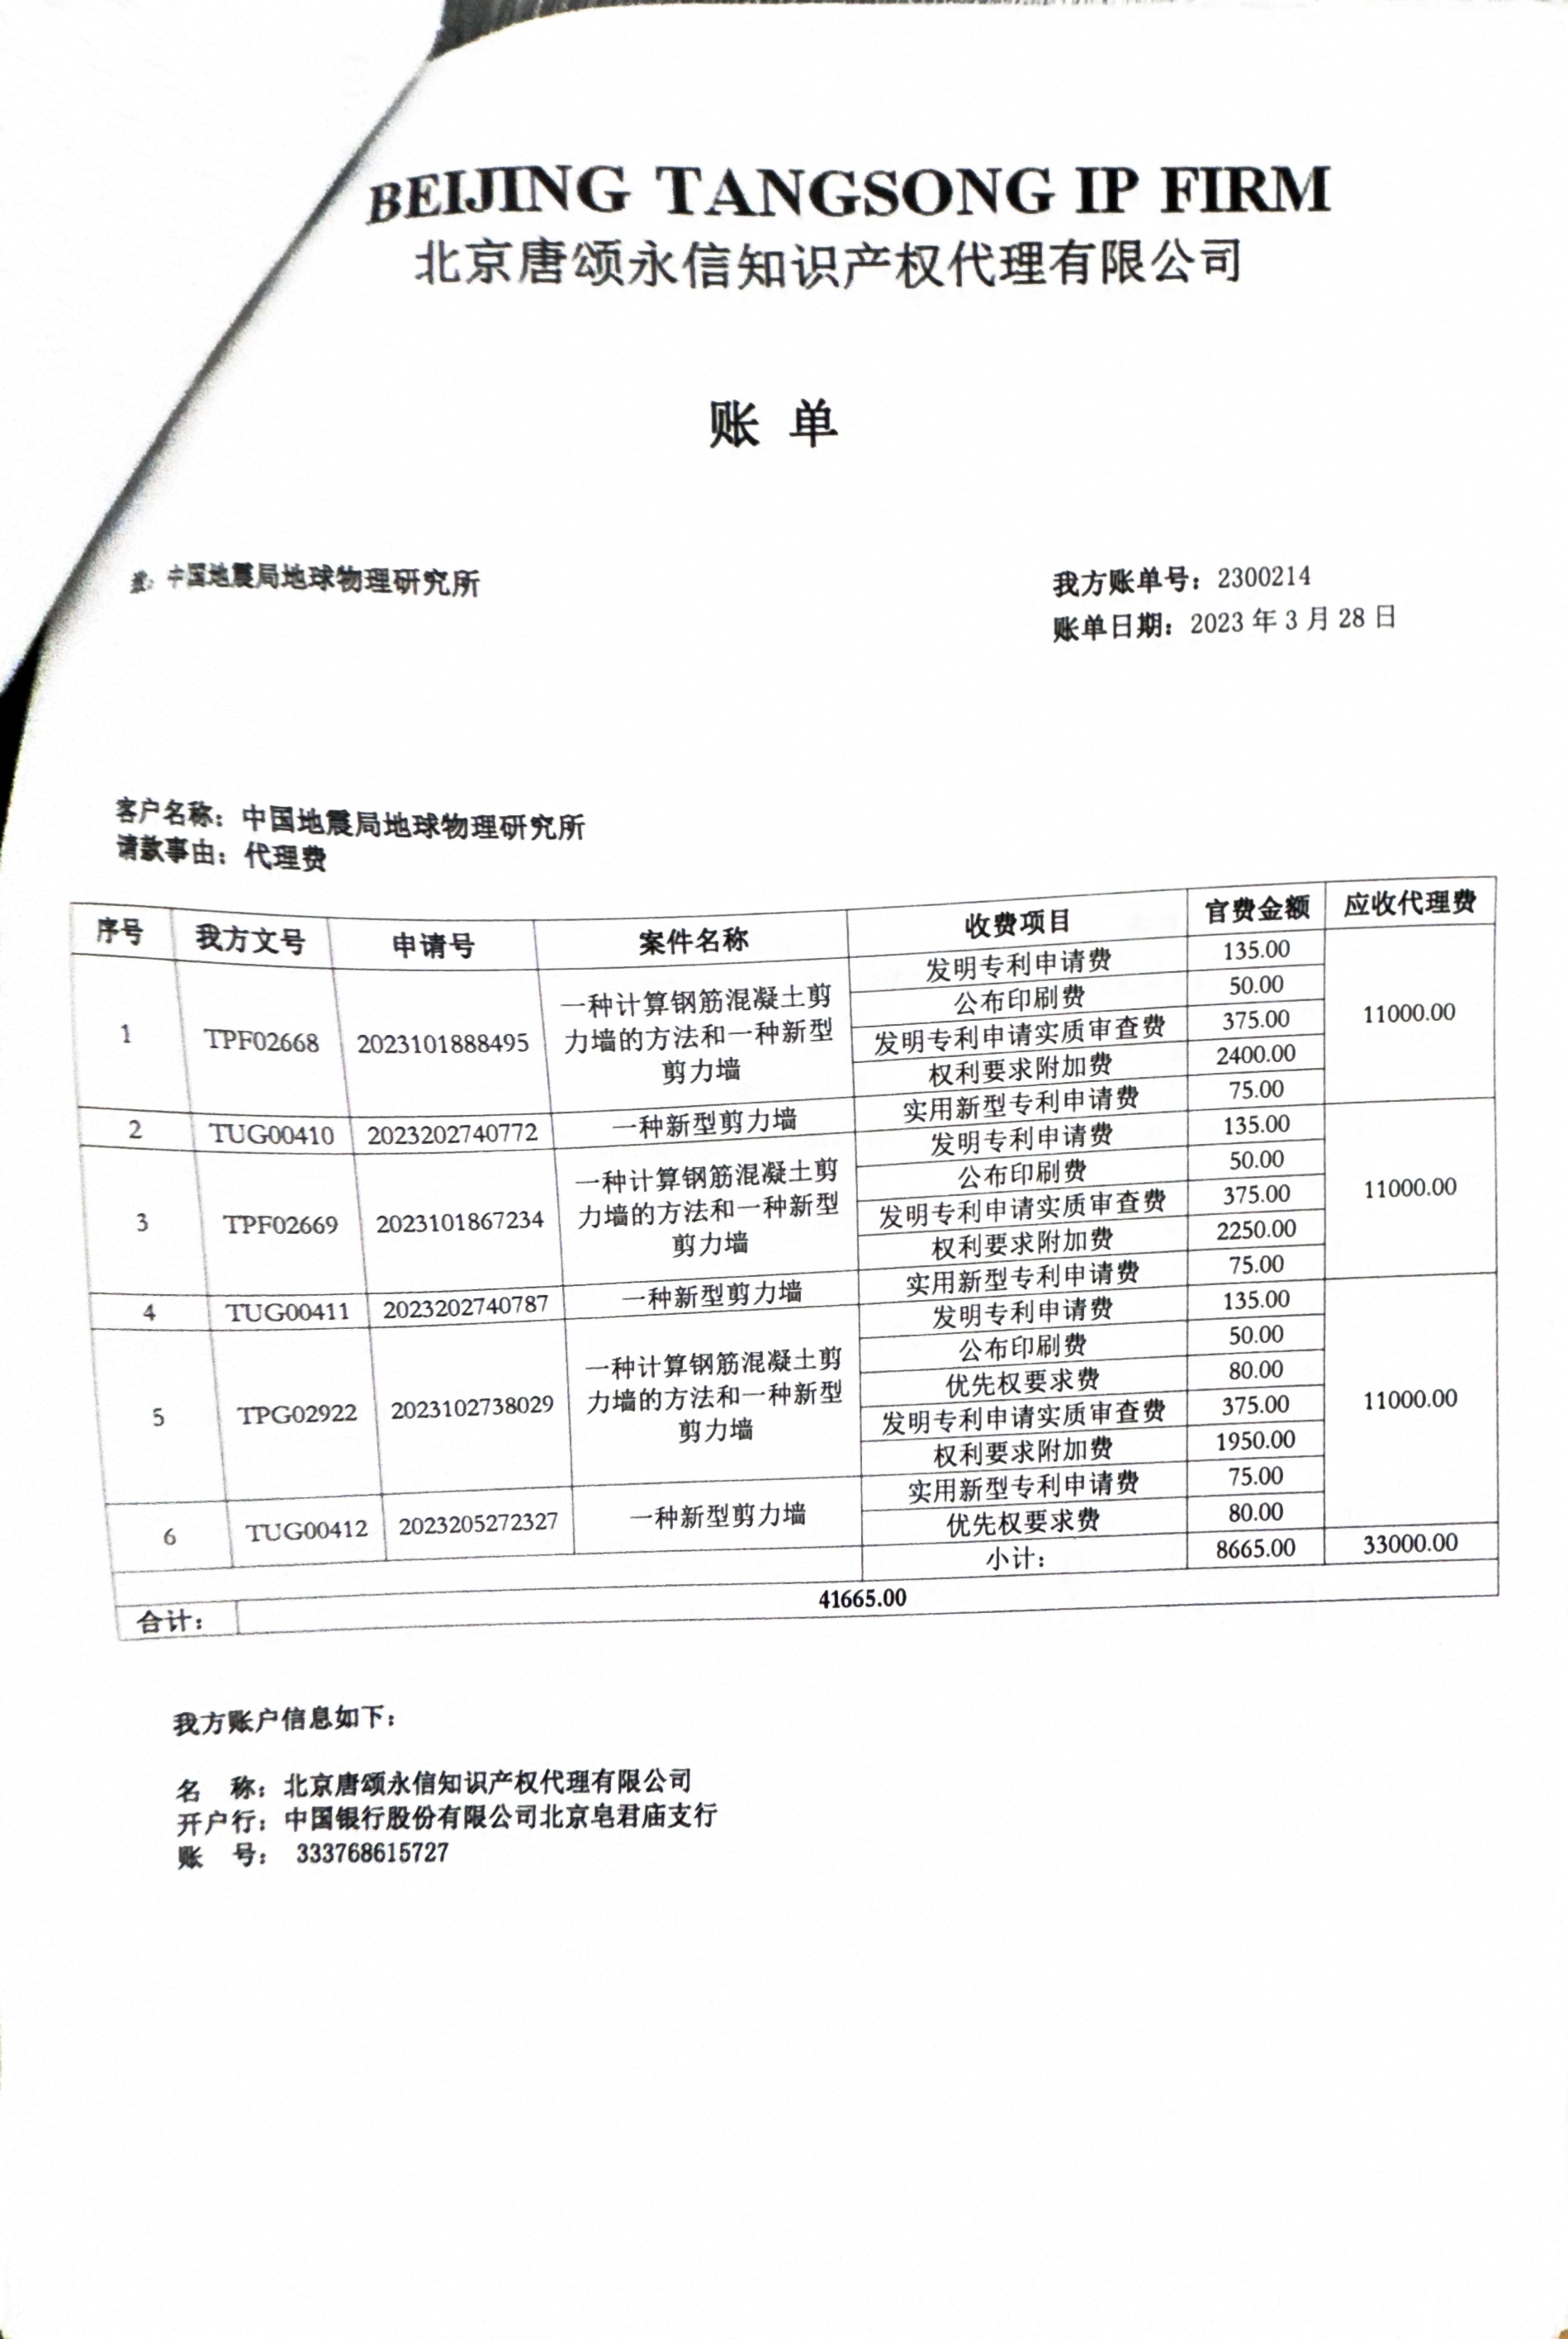 BEIJING TANGSONG IP FIRM
北京唐颂永信知识产权代理有限公司
账 单
中国地震局地球物理研究所
我方账单号：2300214
账单日期：2023 年 3 月 28 日
客户名称：中国地震局地球物理研究所
请款事由：代理费
序号 我方文号 申请号 案件名称 收费项目 官费金额 应收代理费
1 TPF02668 2023101888495 一种计算钢筋混凝土剪
力墙的方法和一种新型
剪力墙
发明专利申请费 135.00
公布印刷费 50.00
发明专利申请实质审查费 375.00
权利要求附加费 2400.00
11000.00
2 TUG00410 2023202740772 一种新型剪力墙 实用新型专利申请费 75.00
3 TPF02669 2023101867234 一种计算钢筋混凝土剪
力墙的方法和一种新型
剪力墙
发明专利申请费 135.00
公布印刷费 50.00
发明专利申请实质审查费 375.00
权利要求附加费 2250.00
11000.00
4 TUG00411 2023202740787 一种新型剪力墙 实用新型专利申请费 75.00
5 TPG02922 2023102738029 一种计算钢筋混凝土剪
力墙的方法和一种新型
剪力墙
发明专利申请费 135.00
公布印刷费 50.00
优先权要求费 80.00
发明专利申请实质审查费 375.00
权利要求附加费 1950.00
11000.00
6 TUG00412 2023205272327 一种新型剪力墙 实用新型专利申请费 75.00
优先权要求费 80.00
小计： 8665.00 33000.00
合计： 41665.00
我方账户信息如下：
名 称：北京唐颂永信知识产权代理有限公司
开户行：中国银行股份有限公司北京皂君庙支行
账 号： 333768615727